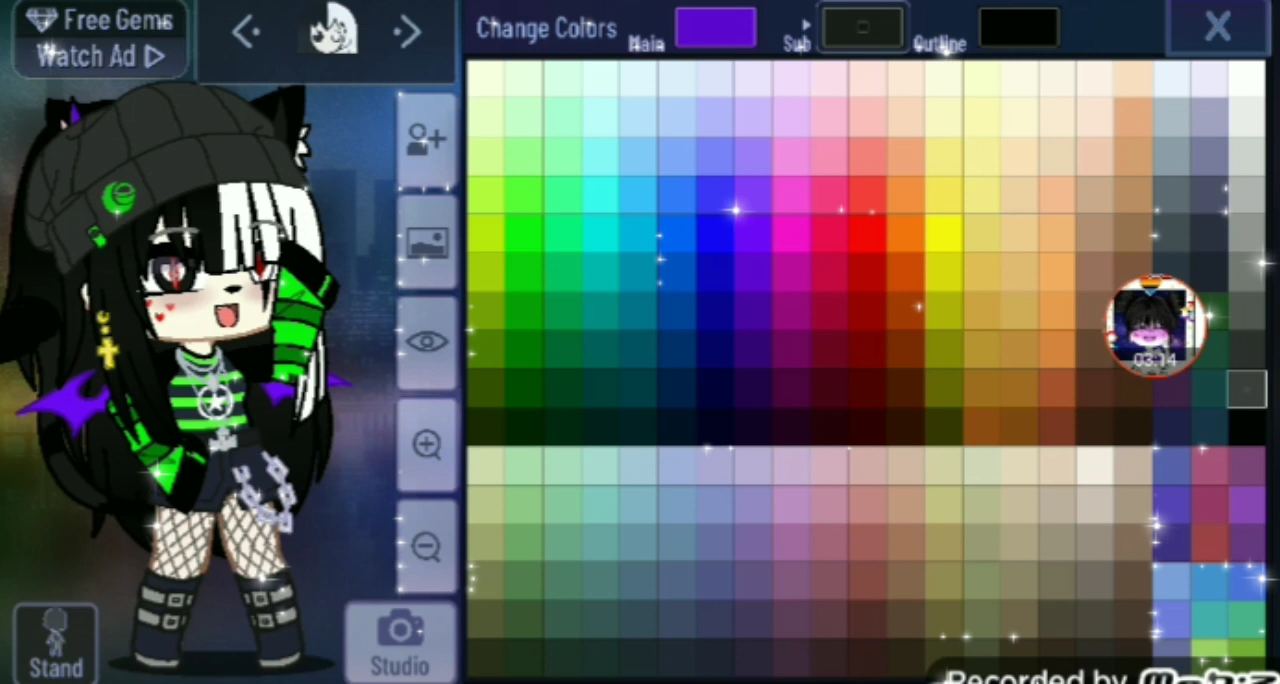 Free Gems
Watch Ad
Change Colors
Main
Sub
Outline
X
03:14
Stand
Studio
Recorded by